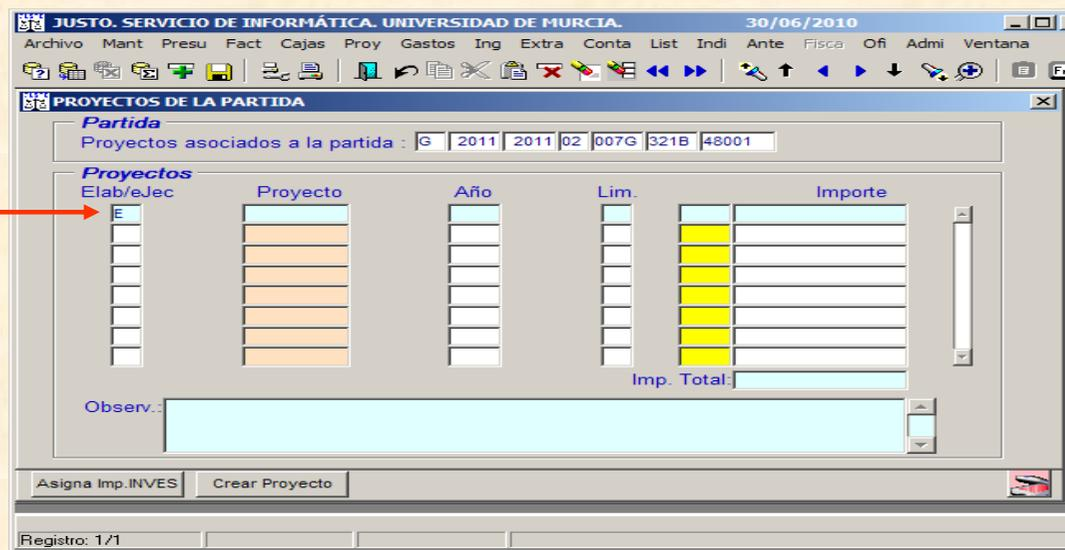 JUSTO. SERVICIO DE INFORMÁTICA. UNIVERSIDAD DE MURCIA. 30/06/2010
Archivo Mant Presu Fact Cajas Proy Gastos Ing Extra Conta List Indi Ante Fisca Ofi Admi Ventana
PROYECTOS DE LA PARTIDA
Partida
Proyectos asociados a la partida : G 2011 2011 02 007G 321B 48001
Proyectos
Elab/eJec Proyecto Año Lim. Importe
E
Imp. Total:
Observ.:
Asigna Imp.INVES Crear Proyecto
Registro: 1/1